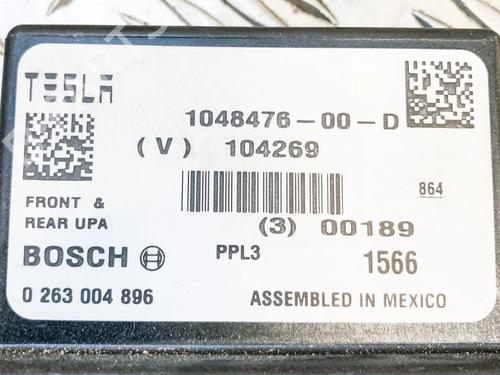 TESLA
1048476-00-D
(V) 104269
864
FRONT &
REAR UPA
(3) 00189
BOSCH
PPL3
1566
0 263 004 896
ASSEMBLED IN MEXICO